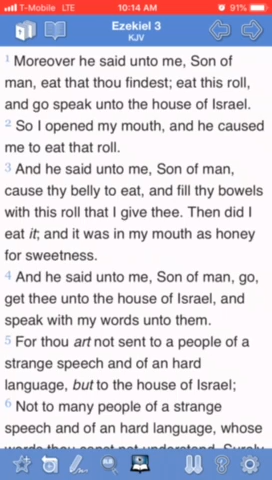 T-Mobile LTE 10:14 AM 91%
Ezekiel 3
KJV
1 Moreover he said unto me, Son of
man, eat that thou findest; eat this roll,
and go speak unto the house of Israel.
2 So I opened my mouth, and he caused
me to eat that roll.
3 And he said unto me, Son of man,
cause thy belly to eat, and fill thy bowels
with this roll that I give thee. Then did I
eat it; and it was in my mouth as honey
for sweetness.
4 And he said unto me, Son of man, go,
get thee unto the house of Israel, and
speak with my words unto them.
5 For thou art not sent to a people of a
strange speech and of an hard
language, but to the house of Israel;
6 Not to many people of a strange
speech and of an hard language, whose
words thou canst not understand. Surely